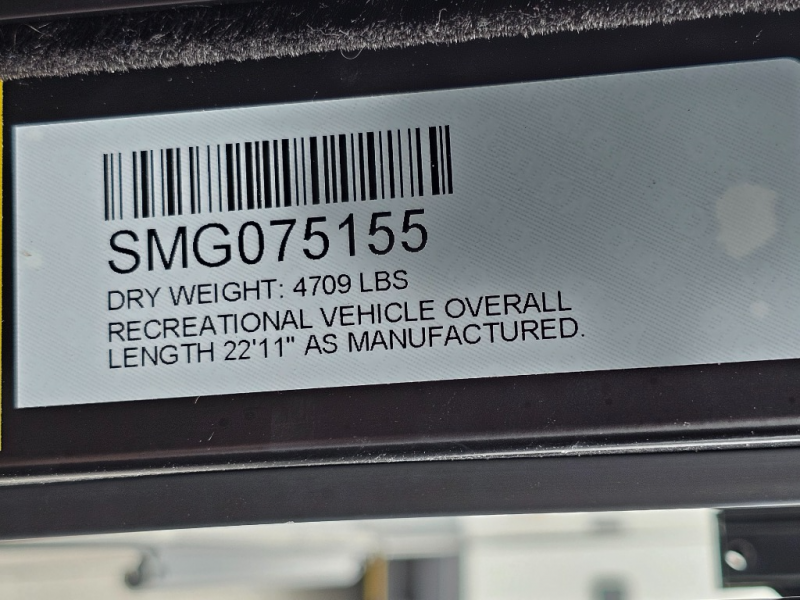 SMG075155
DRY WEIGHT: 4709 LBS
RECREATIONAL VEHICLE OVERALL
LENGTH 22'11" AS MANUFACTURED.